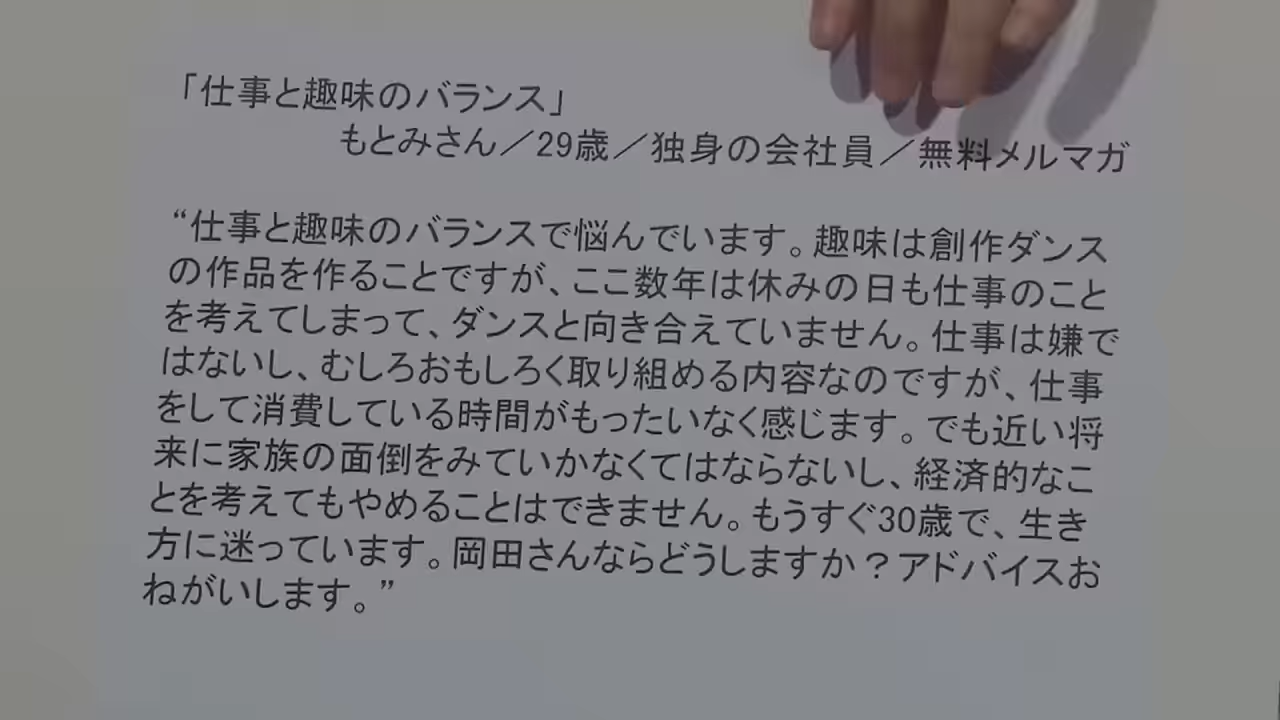 「仕事と趣味のバランス」
もとみさん／29歳／独身の会社員／無料メルマガ
“仕事と趣味のバランスで悩んでいます。趣味は創作ダンス
の作品を作ることですが、ここ数年は休みの日も仕事のこと
を考えてしまって、ダンスと向き合えていません。仕事は嫌で
はないし、むしろおもしろく取り組める内容なのですが、仕事
をして消費している時間がもったいなく感じます。でも近い将
来に家族の面倒をみていかなくてはならないし、経済的なこ
とを考えてもやめることはできません。もうすぐ30歳で、生き
方に迷っています。岡田さんならどうしますか？アドバイスお
ねがいします。”